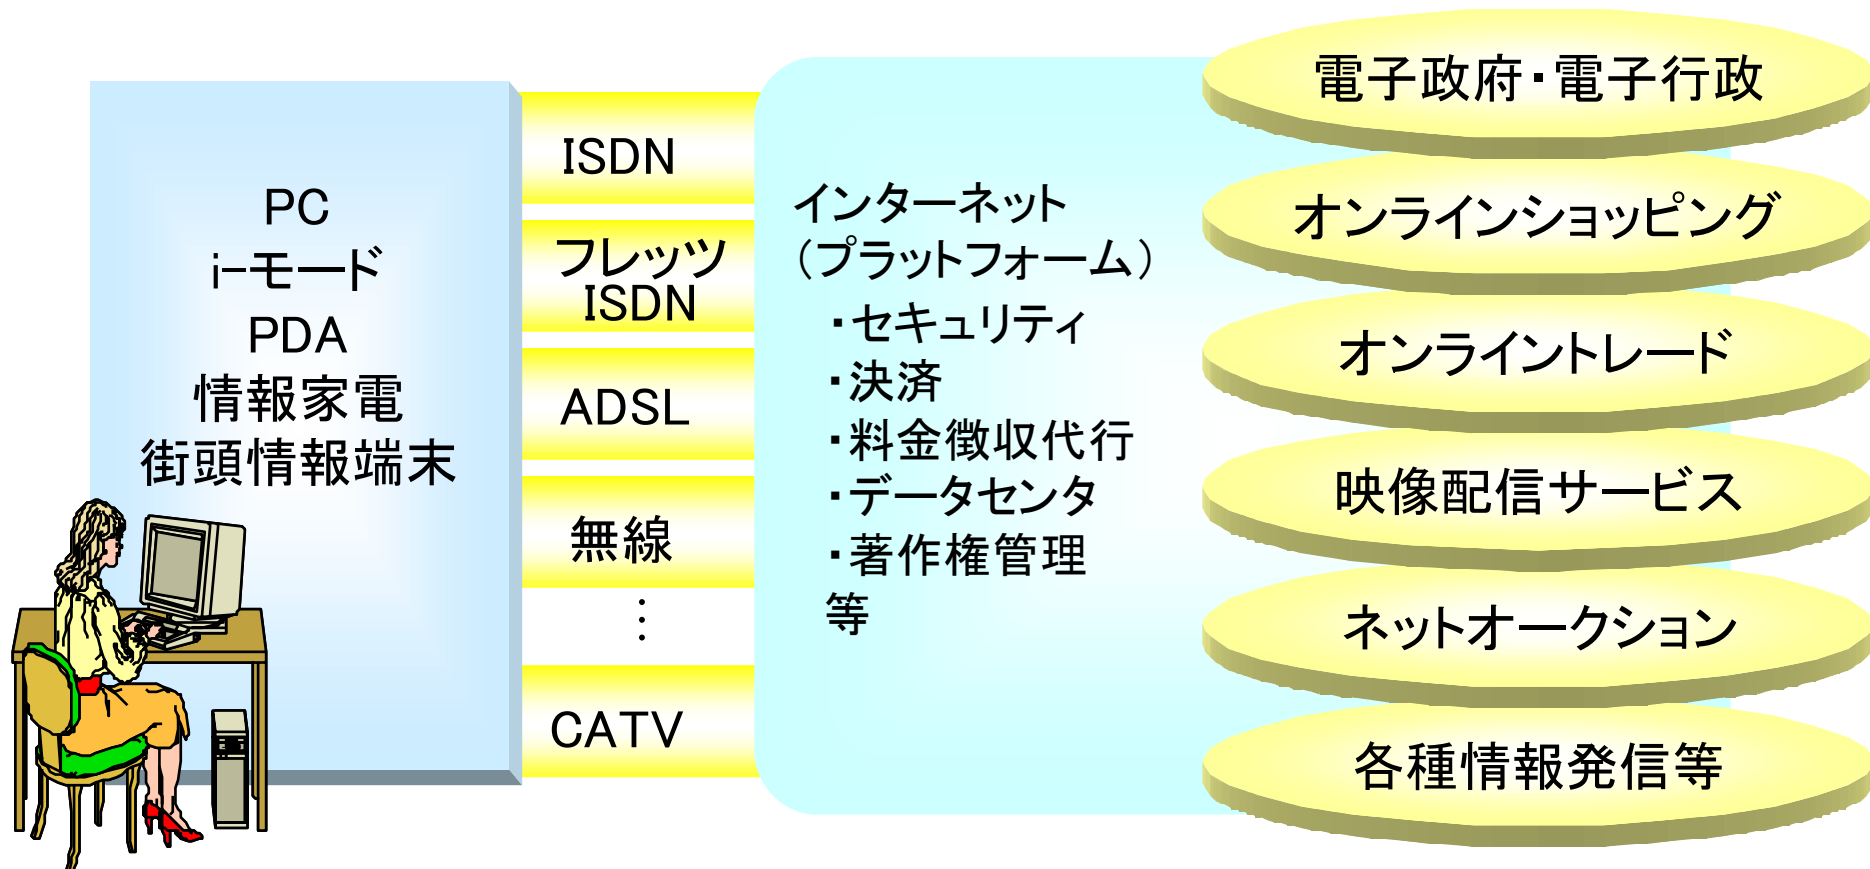 PC
i-モード
PDA
情報家電
街頭情報端末
ISDN
フレッツ
ISDN
ADSL
無線
⋮
CATV
インターネット
（プラットフォーム）
・セキュリティ
・決済
・料金徴収代行
・データセンタ
・著作権管理
等
電子政府・電子行政
オンラインショッピング
オンライントレード
映像配信サービス
ネットオークション
各種情報発信等